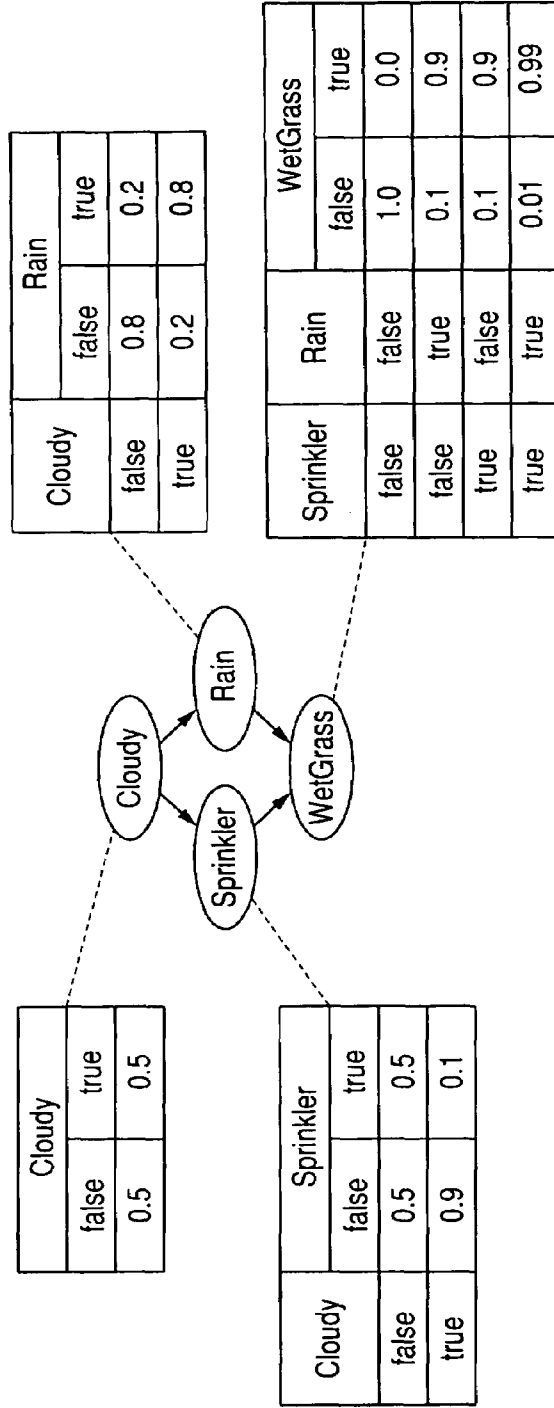 Cloudy
false true
0.5 0.5
Cloudy Rain
false true
false 0.8 0.2
true 0.2 0.8
Cloudy
Sprinkler Rain
WetGrass
Cloudy Sprinkler
false true
false 0.5 0.5
true 0.9 0.1
Sprinkler Rain WetGrass
false true
false false 1.0 0.0
false true 0.1 0.9
true false 0.1 0.9
true true 0.01 0.99